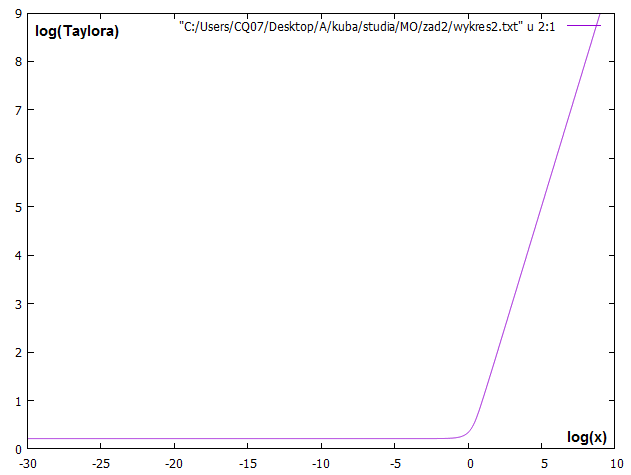 log(Taylora)
"C:/Users/CQ07/Desktop/A/kuba/studia/MO/zad2/wykres2.txt" u 2:1
9
8
7
6
5
4
3
2
1
0
log(x)
-30 -25 -20 -15 -10 -5 0 5 10